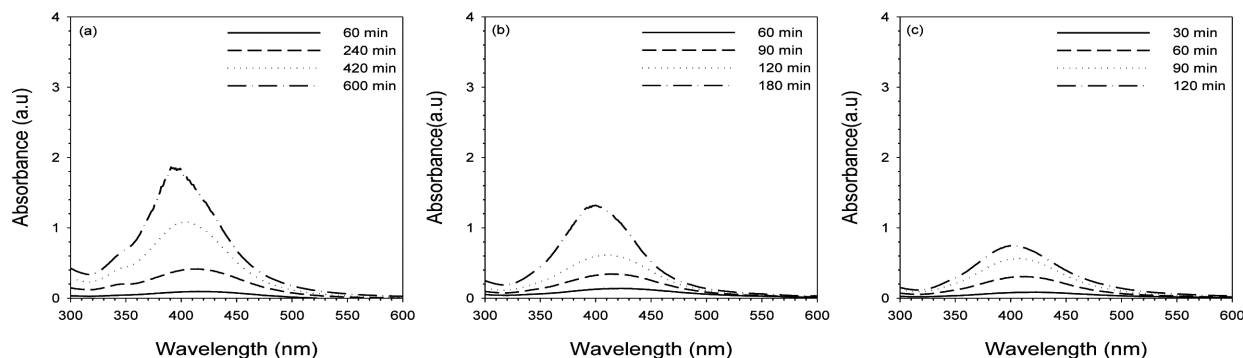 (a)
60 min
240 min
420 min
600 min
4
3
2
1
0
300 350 400 450 500 550 600
Absorbance (a.u)
Wavelength (nm)
(b)
60 min
90 min
120 min
180 min
4
3
2
1
0
300 350 400 450 500 550 600
Absorbance(a.u)
Wavelength (nm)
(c)
30 min
60 min
90 min
120 min
4
3
2
1
0
300 350 400 450 500 550 600
Absorbance(a.u)
Wavelength (nm)